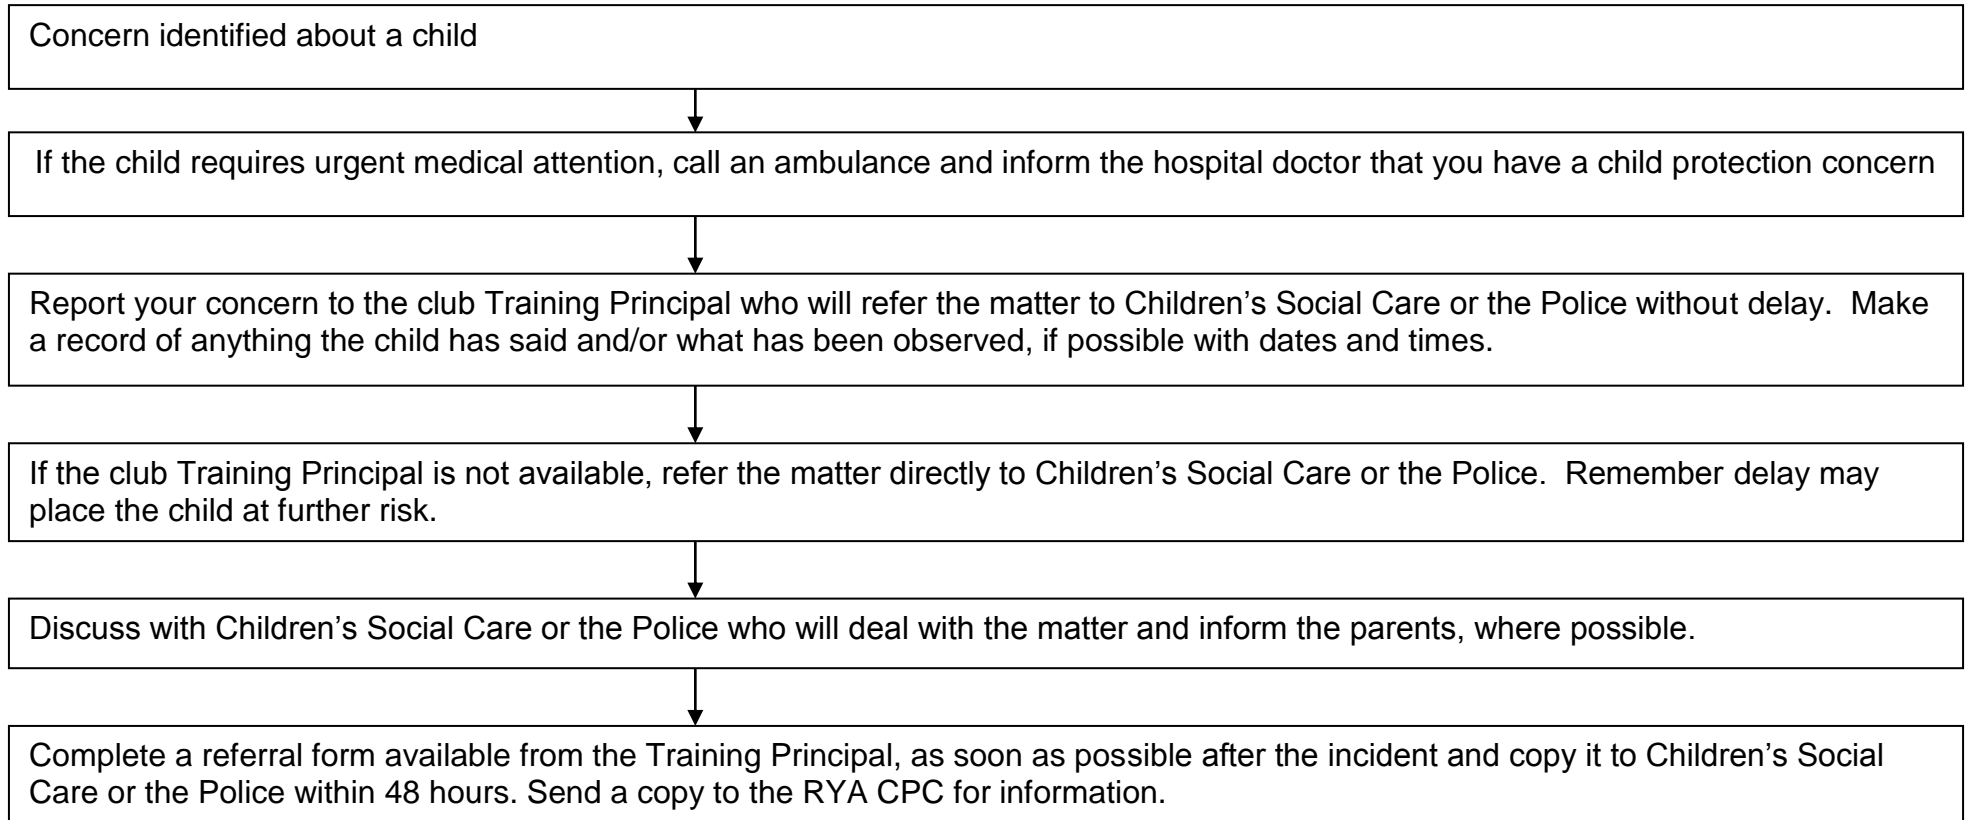 Concern identified about a child
If the child requires urgent medical attention, call an ambulance and inform the hospital doctor that you have a child protection concern
Report your concern to the club Training Principal who will refer the matter to Children’s Social Care or the Police without delay.  Make
a record of anything the child has said and/or what has been observed, if possible with dates and times.
If the club Training Principal is not available, refer the matter directly to Children’s Social Care or the Police.  Remember delay may
place the child at further risk.
Discuss with Children’s Social Care or the Police who will deal with the matter and inform the parents, where possible.
Complete a referral form available from the Training Principal, as soon as possible after the incident and copy it to Children’s Social
Care or the Police within 48 hours. Send a copy to the RYA CPC for information.